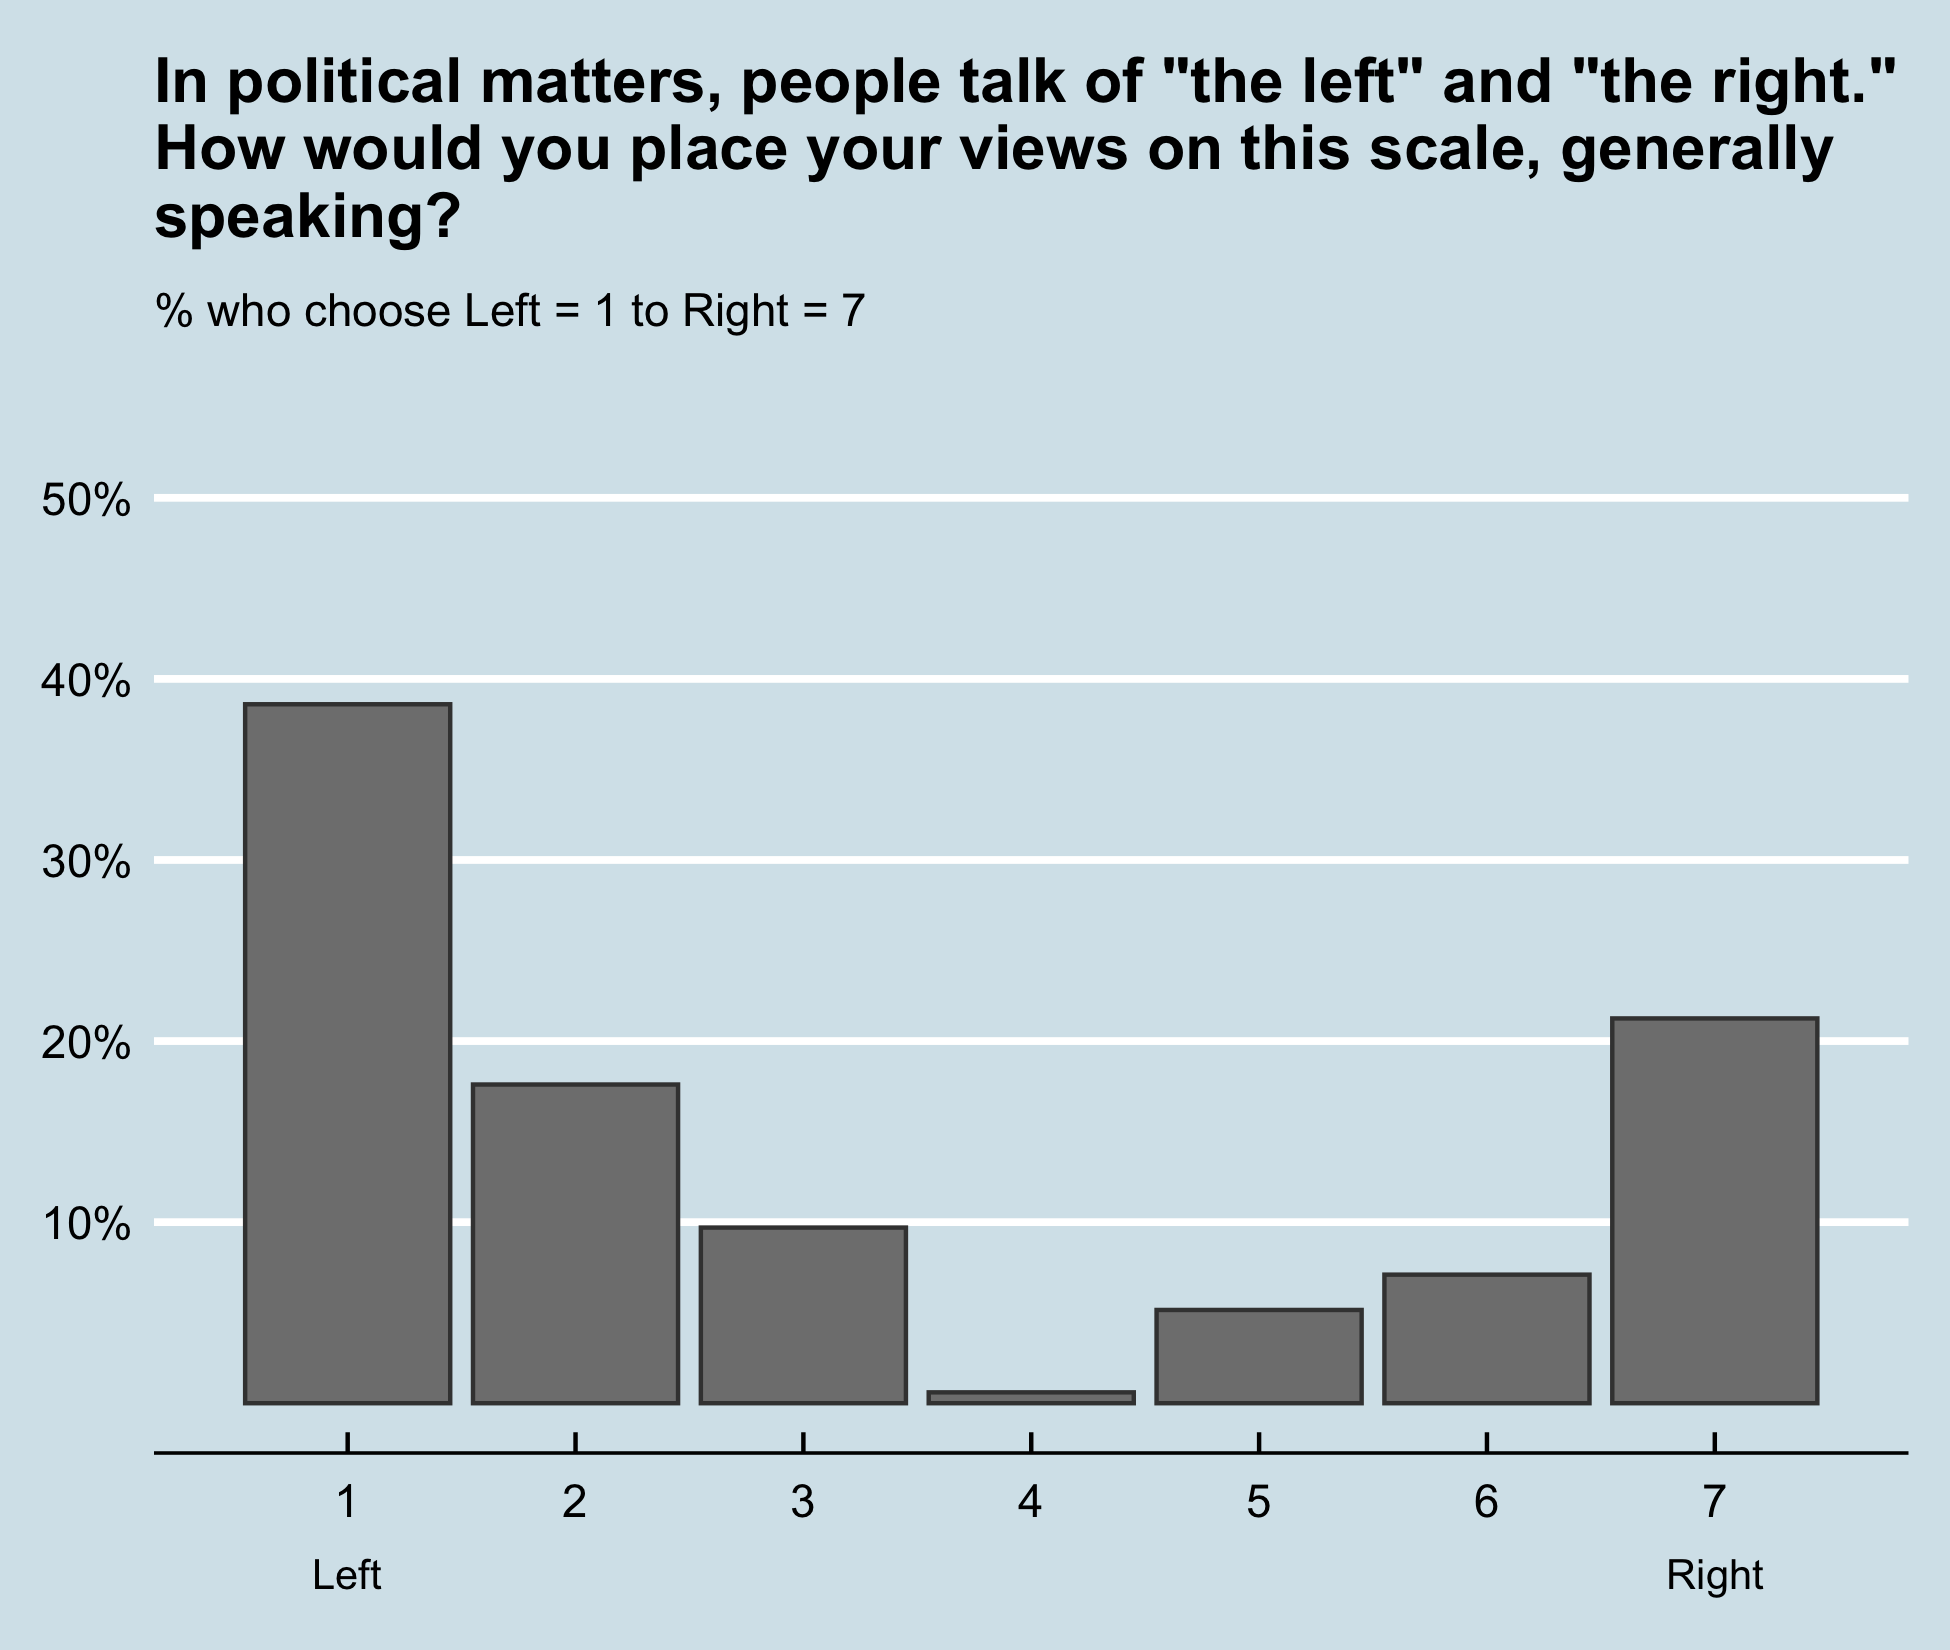 In political matters, people talk of "the left" and "the right."
How would you place your views on this scale, generally
speaking?
% who choose Left = 1 to Right = 7
50%
40%
30%
20%
10%
1 2 3 4 5 6 7
Left Right